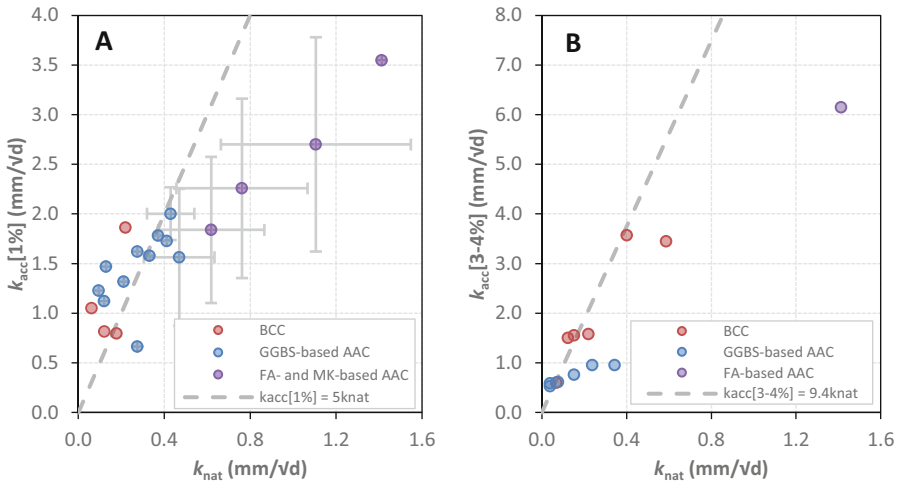 A
4.0
3.5
3.0
2.5
2.0
1.5
1.0
0.5
0.0
0.0 0.4 0.8 1.2 1.6
kacc[1%] (mm/√d)
knat (mm/√d)
BCC
GGBS-based AAC
FA- and MK-based AAC
kacc[1%] = 5knat
B
8.0
7.0
6.0
5.0
4.0
3.0
2.0
1.0
0.0
0.0 0.4 0.8 1.2 1.6
kacc[3-4%] (mm/√d)
knat (mm/√d)
BCC
GGBS-based AAC
FA-based AAC
kacc[3-4%] = 9.4knat